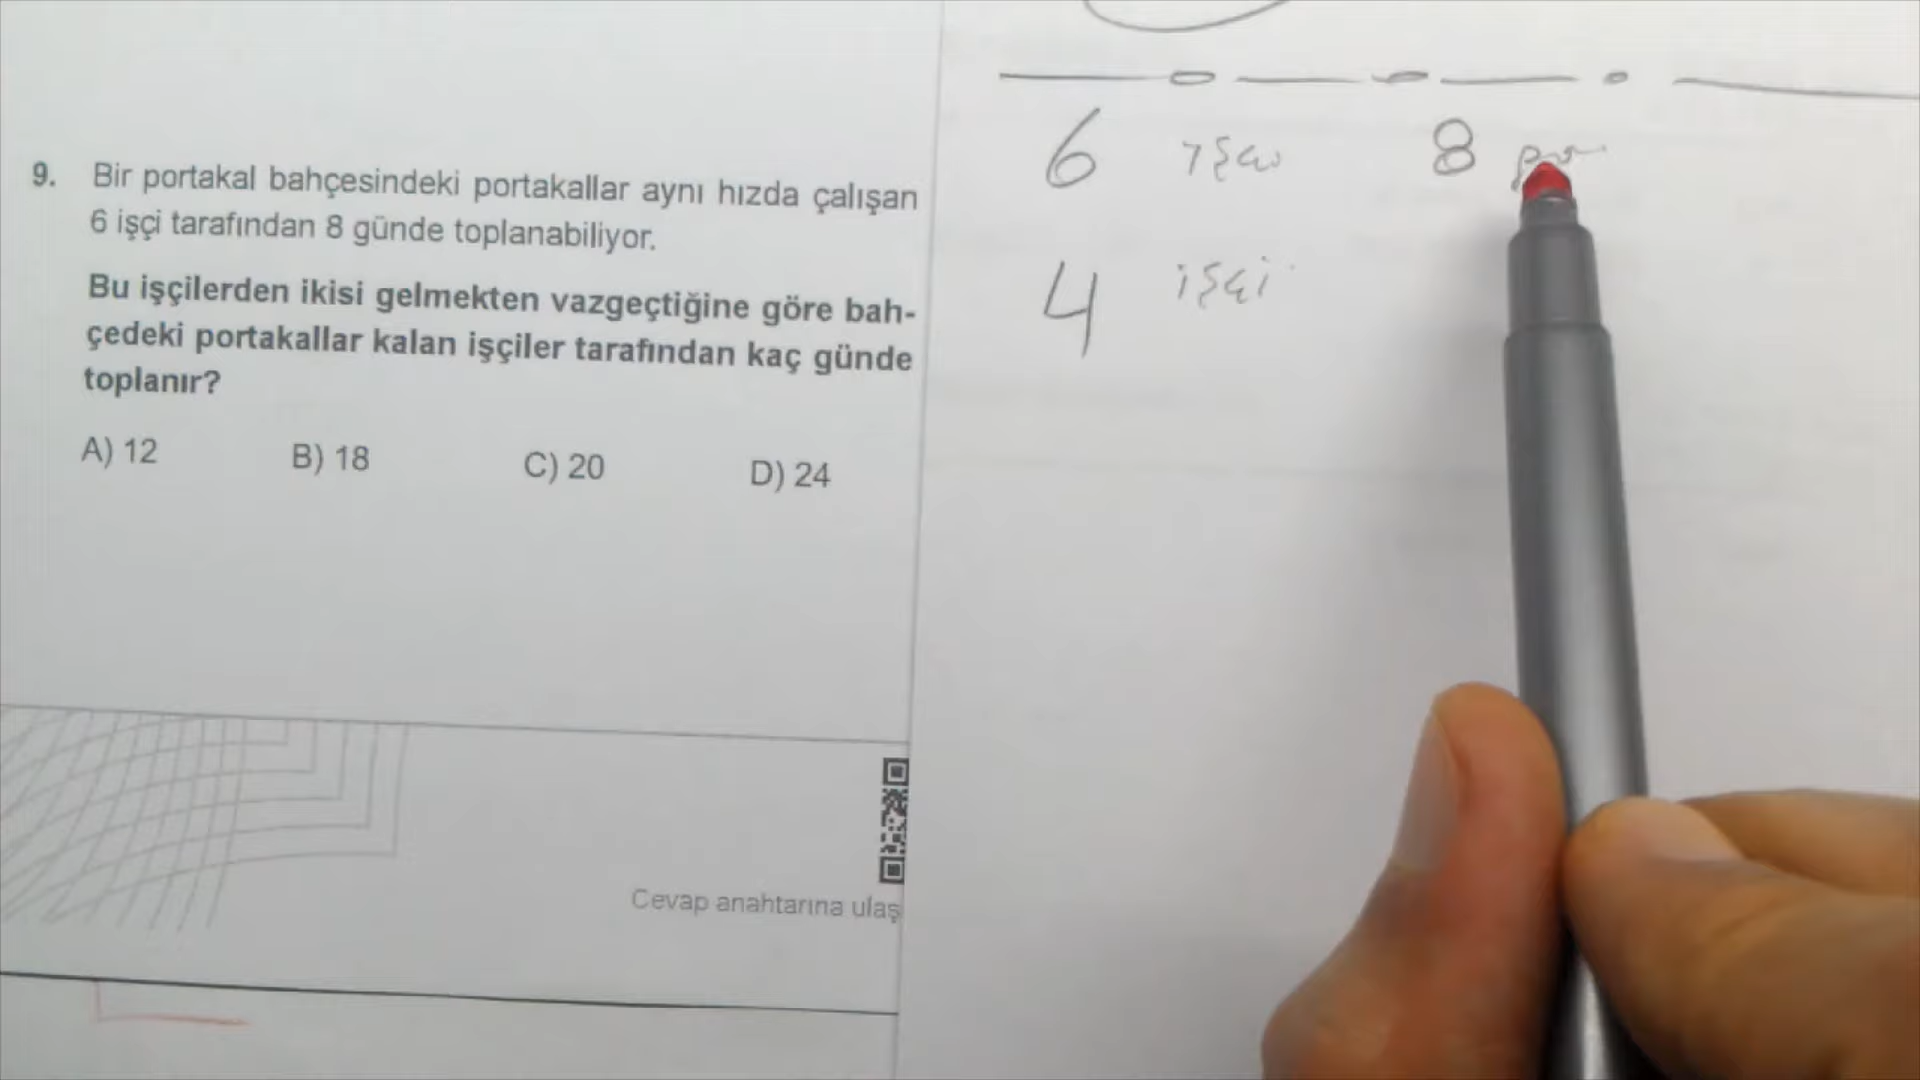 9. Bir portakal bahçesindeki portakallar aynı hızda çalışan
6 işçi tarafından 8 günde toplanabiliyor.
Bu işçilerden ikisi gelmekten vazgeçtiğine göre bah-
çedeki portakallar kalan işçiler tarafından kaç günde
toplanır?
A) 12 B) 18 C) 20 D) 24
Cevap anahtarına ulaş
6 işçi 8
4 işçi